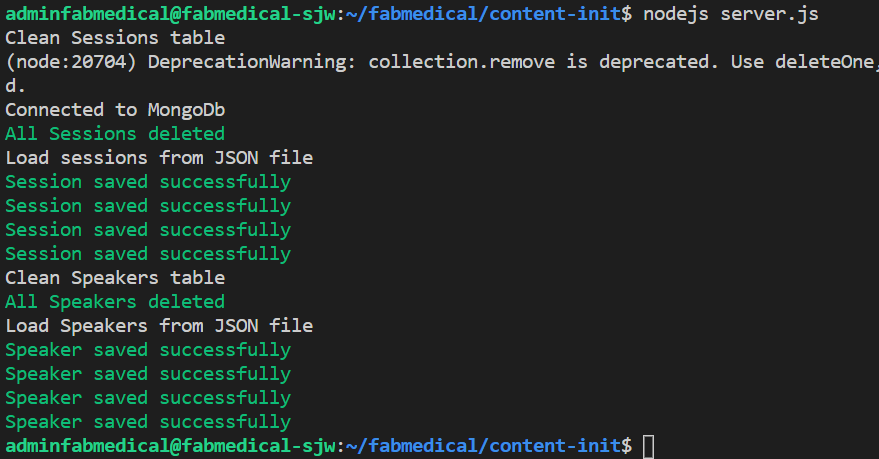 adminfabmedical@fabmedical-sjw:~/fabmedical/content-init$ nodejs server.js
Clean Sessions table
(node:20704) DeprecationWarning: collection.remove is deprecated. Use deleteOne,
d.
Connected to MongoDb
All Sessions deleted
Load sessions from JSON file
Session saved successfully
Session saved successfully
Session saved successfully
Session saved successfully
Clean Speakers table
All Speakers deleted
Load Speakers from JSON file
Speaker saved successfully
Speaker saved successfully
Speaker saved successfully
Speaker saved successfully
adminfabmedical@fabmedical-sjw:~/fabmedical/content-init$